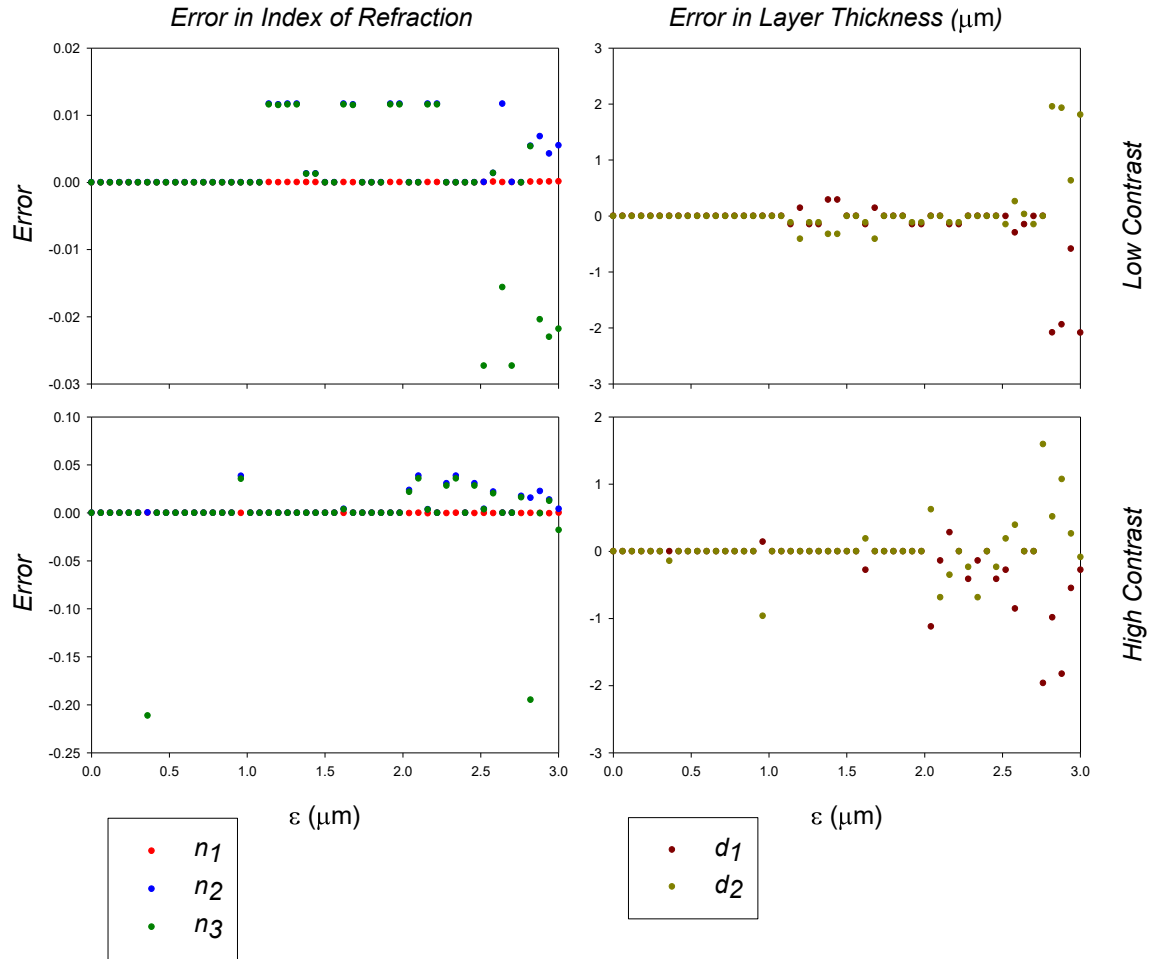 Error in Index of Refraction
Error in Layer Thickness (μm)
0.02
0.01
0.00
-0.01
-0.02
-0.03
Error
3
2
1
0
-1
-2
-3
Low Contrast
0.10
0.05
0.00
-0.05
-0.10
-0.15
-0.20
-0.25
Error
0.0 0.5 1.0 1.5 2.0 2.5 3.0
ε (μm)
2
1
0
-1
-2
-3
High Contrast
0.0 0.5 1.0 1.5 2.0 2.5 3.0
ε (μm)
n1
n2
n3
d1
d2